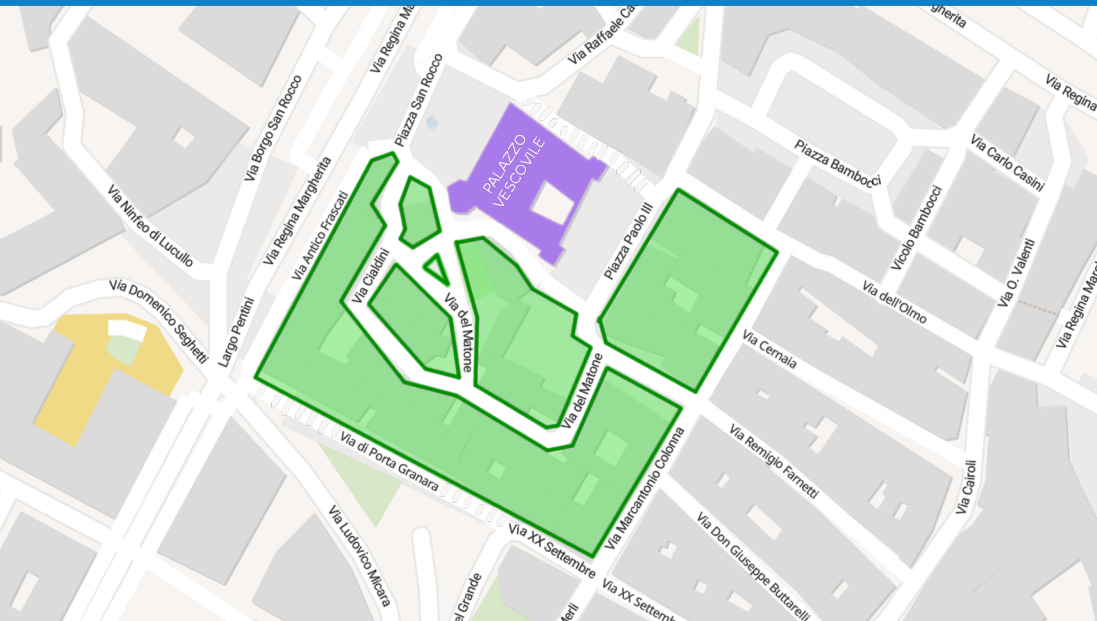 gherita
Via Raffaele Ca
Via Regina Ma
Piazza San Rocco
Via Borgo San Rocco
Via Regina
PALAZZO
VESCOVILE
Piazza Bambocci
Via Carlo Casini
Via Regina Margherita
Via Antico Frascati
Via Ninfeo di Lucullo
Piazza Paolo III
Vicolo Bambocci
Via O. Valenti
Via Cialdini
Via Domenico Seghetti
Largo Pentini
Via del Matone
Via dell'Olmo
Via Regina Marg
Via Cernaia
Via del Matone
Via di Porta Granara
Via Marcantonio Colonna
Via Remigio Farnetti
Via Cairoli
Via Ludovico Micara
Via XX Settembre
Via Don Giuseppe Buttarelli
el Grande
Via XX Settemb
Merli